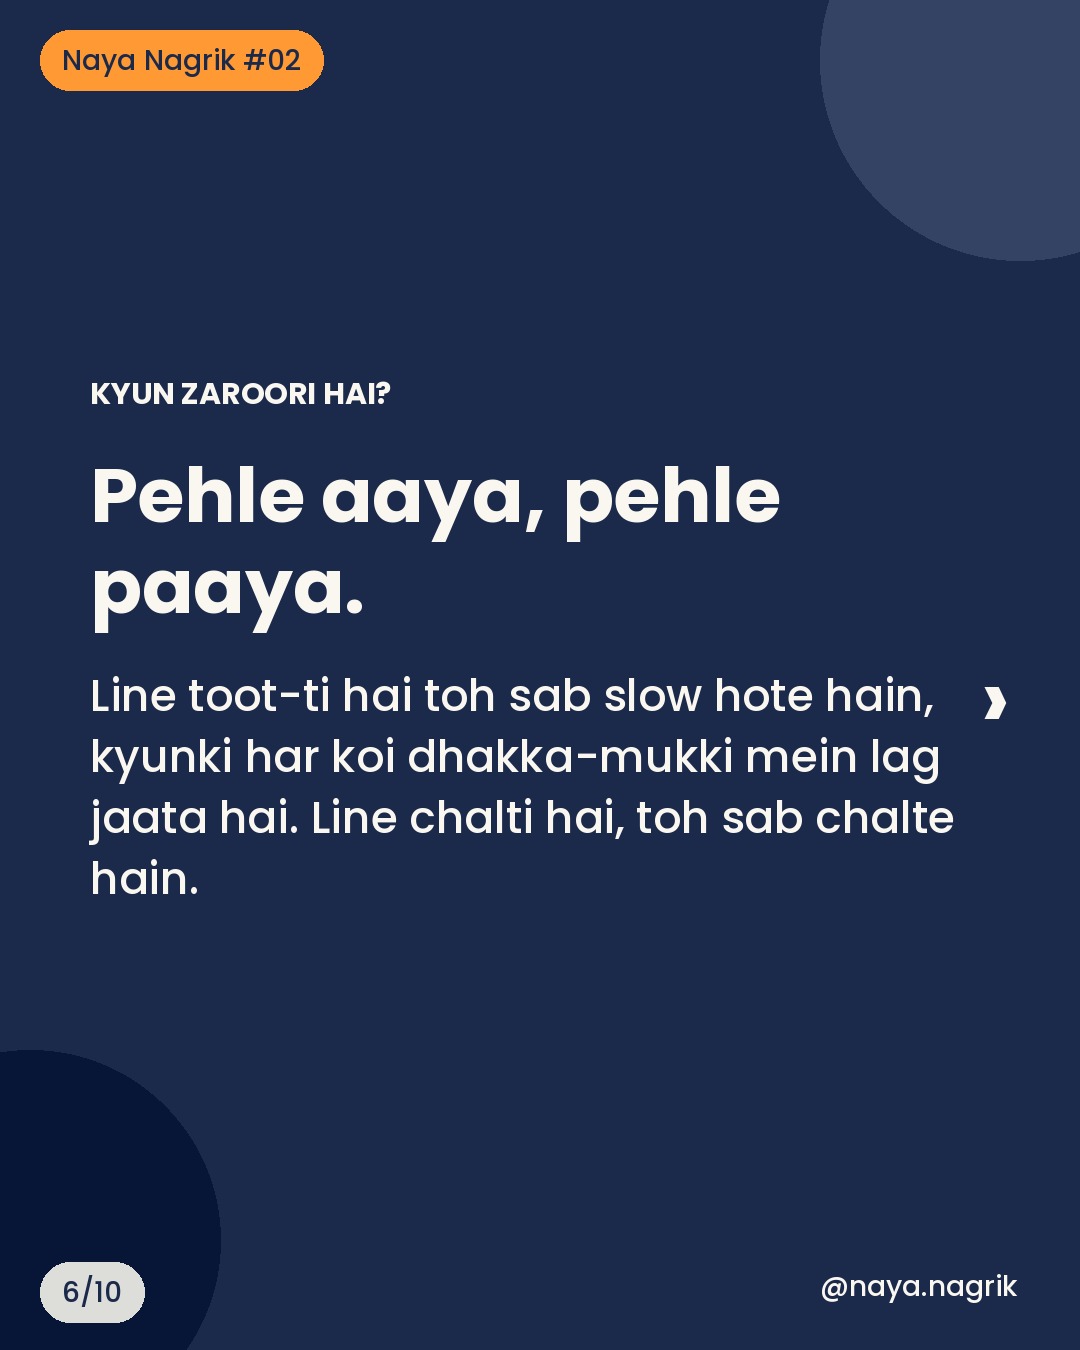 Naya Nagrik #02
KYUN ZAROORI HAI?
Pehle aaya, pehle
paaya.
Line toot-ti hai toh sab slow hote hain,
kyunki har koi dhakka-mukki mein lag
jaata hai. Line chalti hai, toh sab chalte
hain.
6/10
@naya.nagrik